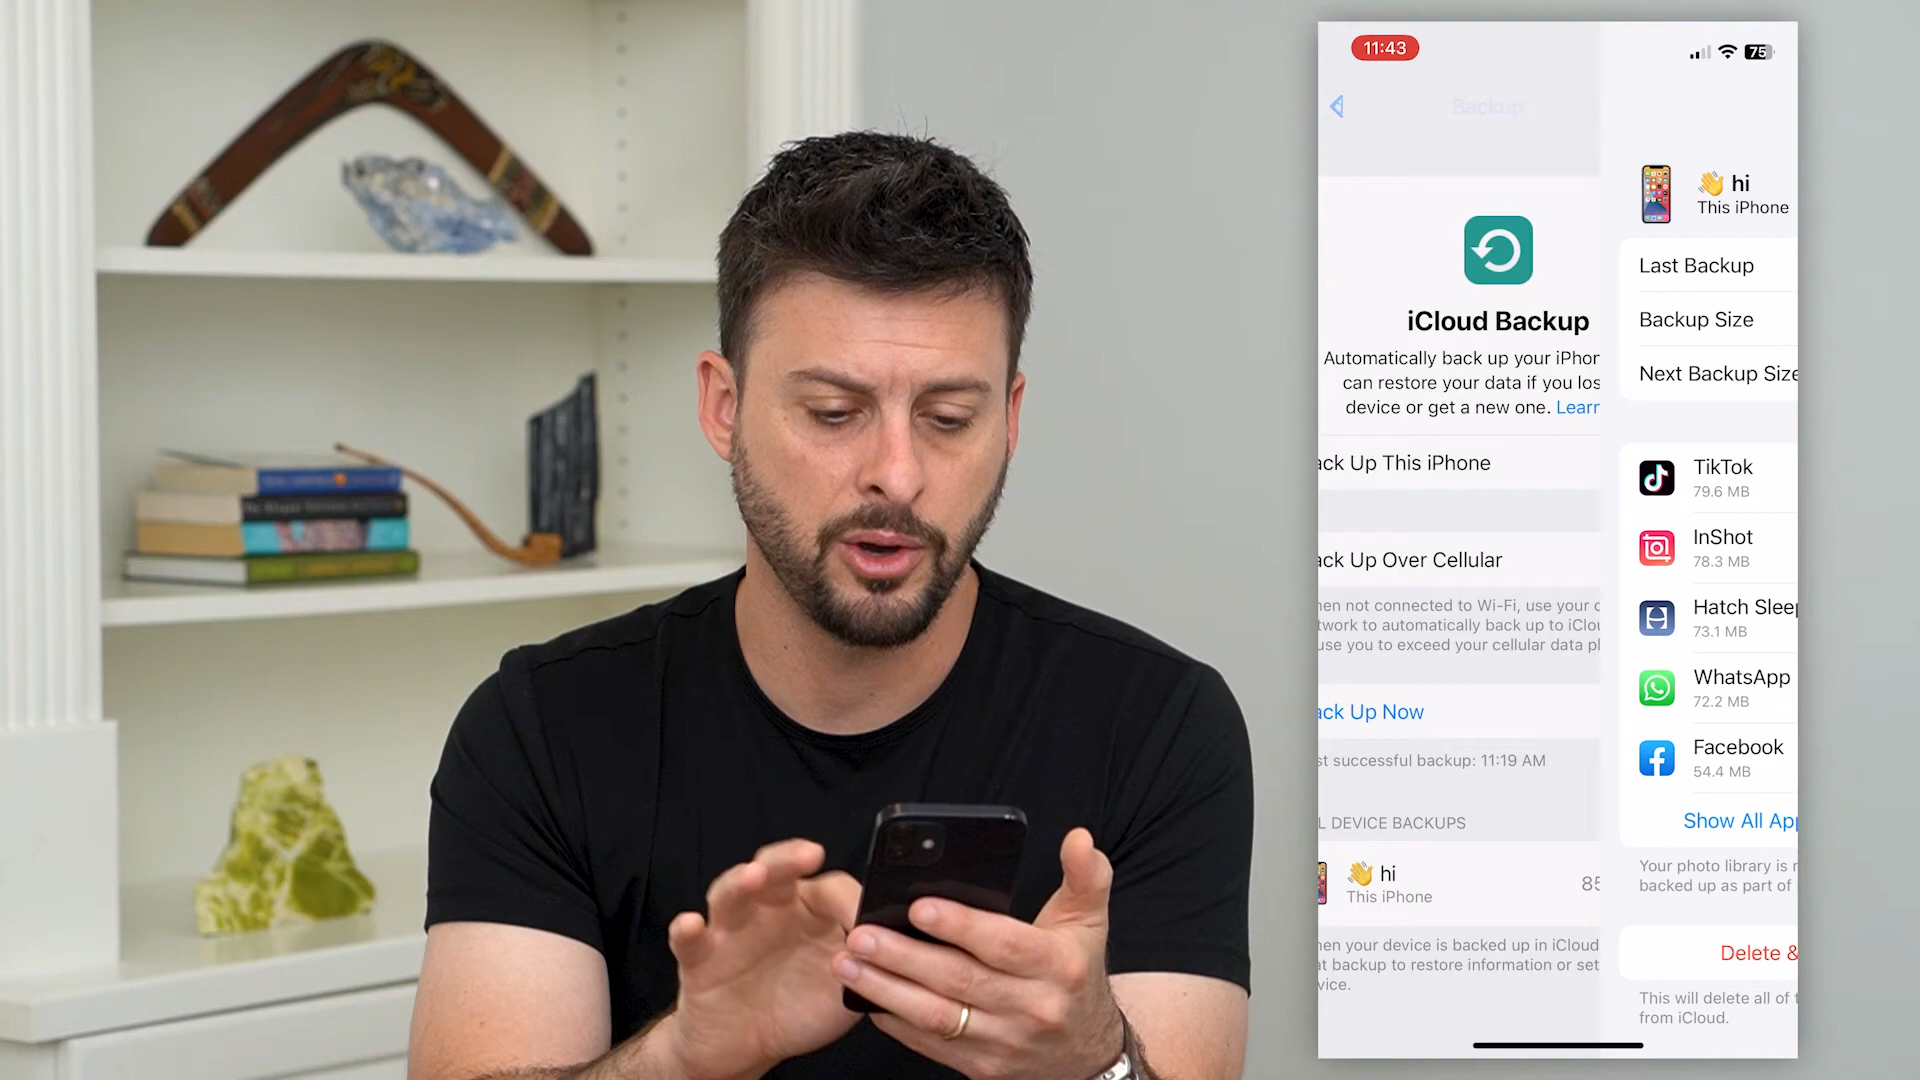 11:43
75
Backup
iCloud Backup
Automatically back up your iPhor
can restore your data if you los
device or get a new one. Learr
ack Up This iPhone
ack Up Over Cellular
hen not connected to Wi-Fi, use your c
twork to automatically back up to iClou
use you to exceed your cellular data pl
ack Up Now
st successful backup: 11:19 AM
L DEVICE BACKUPS
👋 hi
This iPhone
85
hen your device is backed up in iCloud
at backup to restore information or set
vice.
👋 hi
This iPhone
Last Backup
Backup Size
Next Backup Size
TikTok
79.6 MB
InShot
78.3 MB
Hatch Sleep
73.1 MB
WhatsApp
72.2 MB
Facebook
54.4 MB
Show All App
Your photo library is r
backed up as part of
Delete &
This will delete all of t
from iCloud.